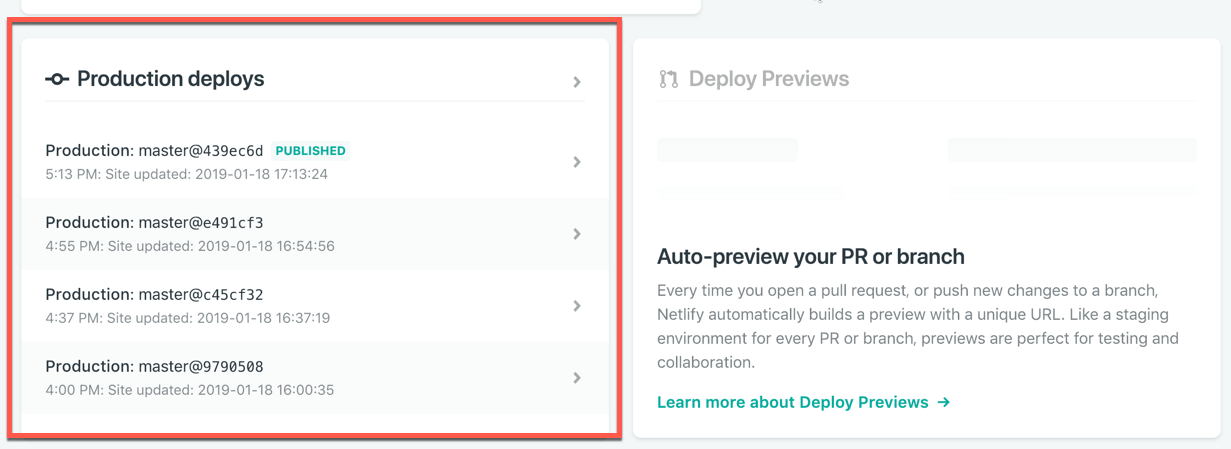 Production deploys
Production: master@439ec6d PUBLISHED
5:13 PM: Site updated: 2019-01-18 17:13:24
Production: master@e491cf3
4:55 PM: Site updated: 2019-01-18 16:54:56
Production: master@c45cf32
4:37 PM: Site updated: 2019-01-18 16:37:19
Production: master@9790508
4:00 PM: Site updated: 2019-01-18 16:00:35
Deploy Previews
Auto-preview your PR or branch
Every time you open a pull request, or push new changes to a branch,
Netlify automatically builds a preview with a unique URL. Like a staging
environment for every PR or branch, previews are perfect for testing and
collaboration.
Learn more about Deploy Previews →